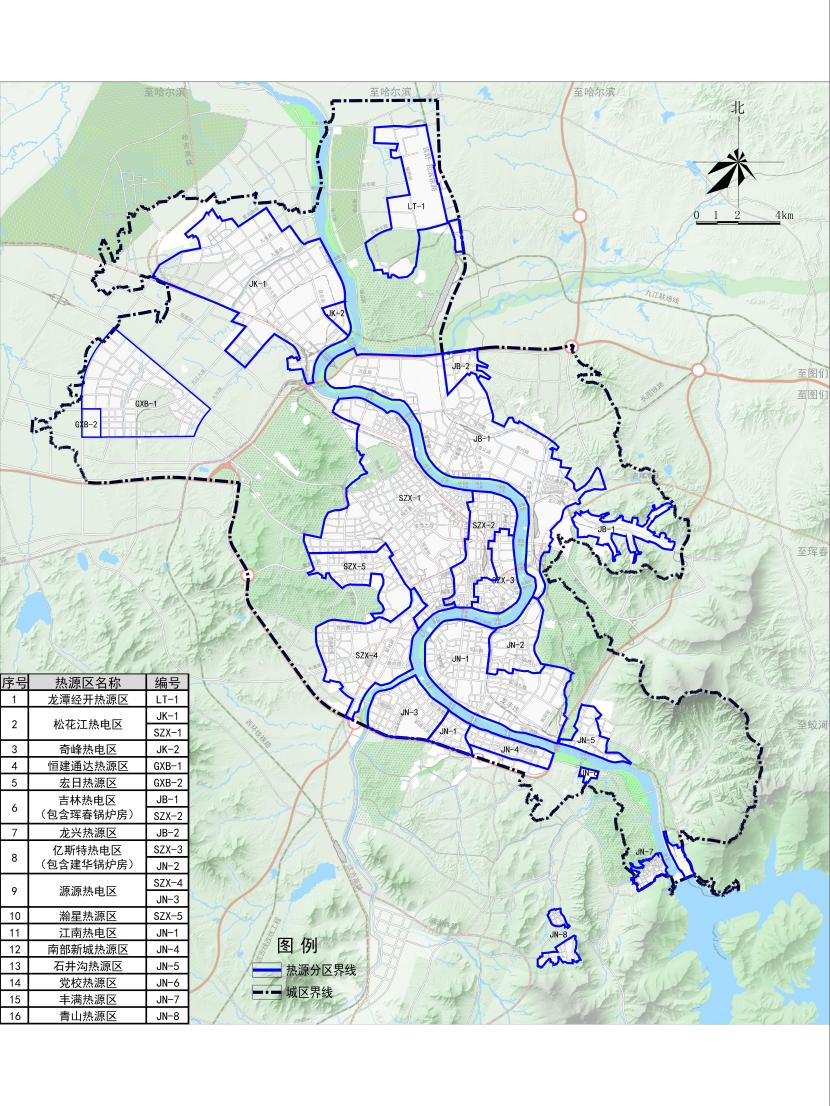 至哈尔滨
至哈尔滨
至哈尔滨
北
0 1 2 4km
LT-1
JK-1
JK-2
九江联络线
JB-2
至图们
至图们
长图铁路
GXB-1
GXB-2
JB-1
SZX-1
SZX-2
JB-1
至珲春
SZX-5
SZX-3
SZX-4
JN-1
JN-2
JN-3
JN-1
JN-4
JN-5
JN-6
至蛟河
JN-7
JN-8
序号 热源区名称 编号
1 龙潭经开热源区 LT-1
2 松花江热电区 JK-1
SZX-1
3 奇峰热电区 JK-2
4 恒建通达热源区 GXB-1
5 宏日热源区 GXB-2
6 吉林热电区 JB-1
(包含珲春锅炉房) SZX-2
7 龙兴热源区 JB-2
8 亿斯特热电区 SZX-3
(包含建华锅炉房) JN-2
9 源源热电区 SZX-4
JN-3
10 瀚星热源区 SZX-5
11 江南热电区 JN-1
12 南部新城热源区 JN-4
13 石井沟热源区 JN-5
14 党校热源区 JN-6
15 丰满热源区 JN-7
16 青山热源区 JN-8
图 例
热源分区界线
城区界线